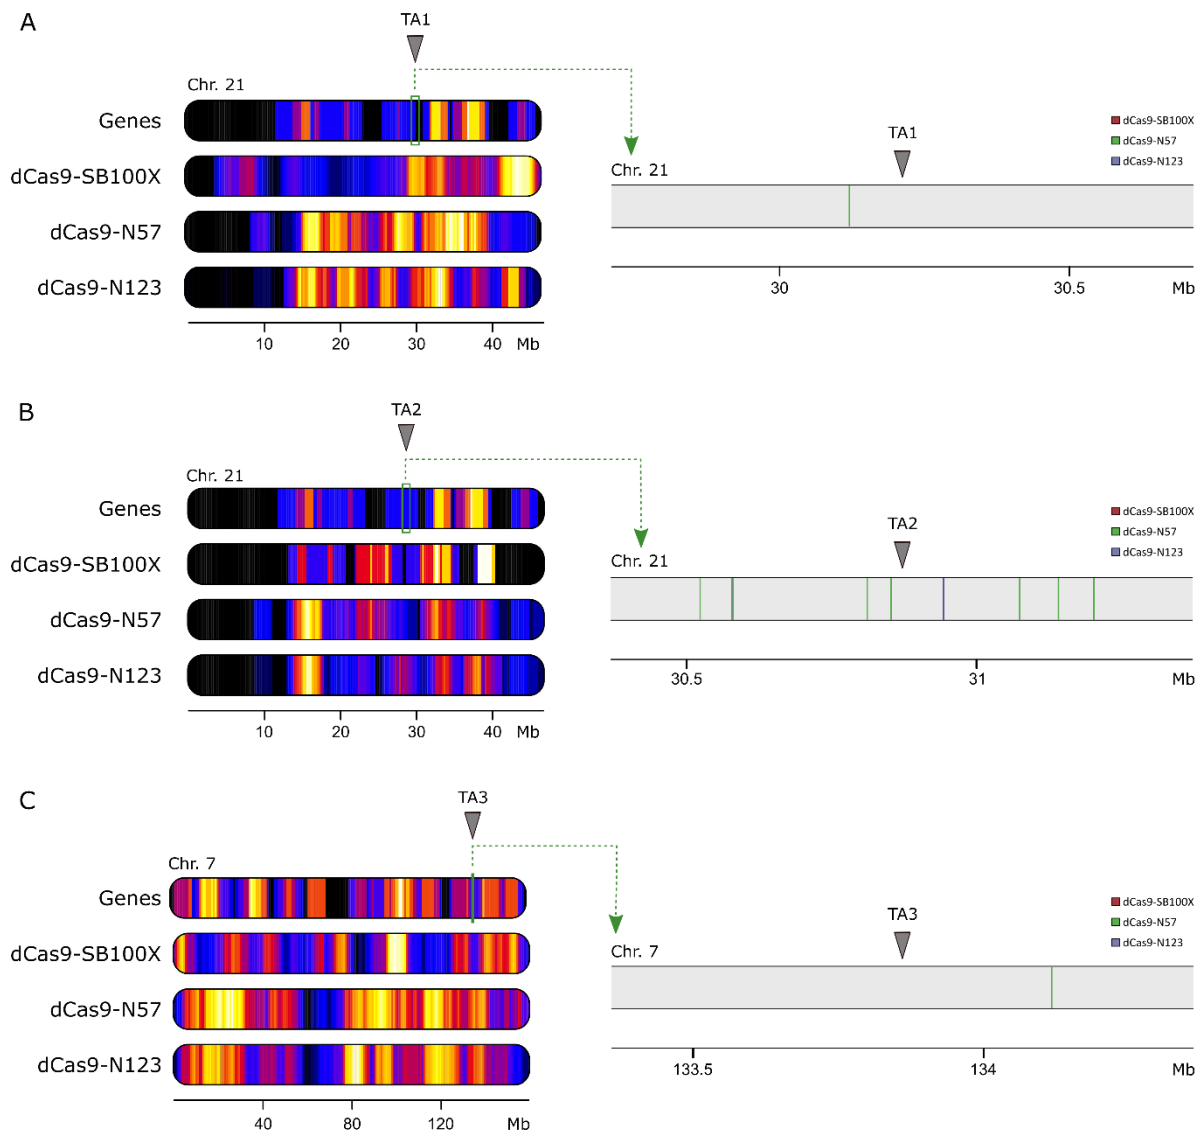 A
TA1
Chr. 21
Genes
dCas9-SB100X
dCas9-N57
dCas9-N123
10 20 30 40 Mb
dCas9-SB100X
dCas9-N57
dCas9-N123
TA1
Chr. 21
30 30.5 Mb
B
TA2
Chr. 21
Genes
dCas9-SB100X
dCas9-N57
dCas9-N123
10 20 30 40 Mb
dCas9-SB100X
dCas9-N57
dCas9-N123
TA2
Chr. 21
30.5 31 Mb
C
TA3
Chr. 7
Genes
dCas9-SB100X
dCas9-N57
dCas9-N123
40 80 120 Mb
dCas9-SB100X
dCas9-N57
dCas9-N123
TA3
Chr. 7
133.5 134 Mb